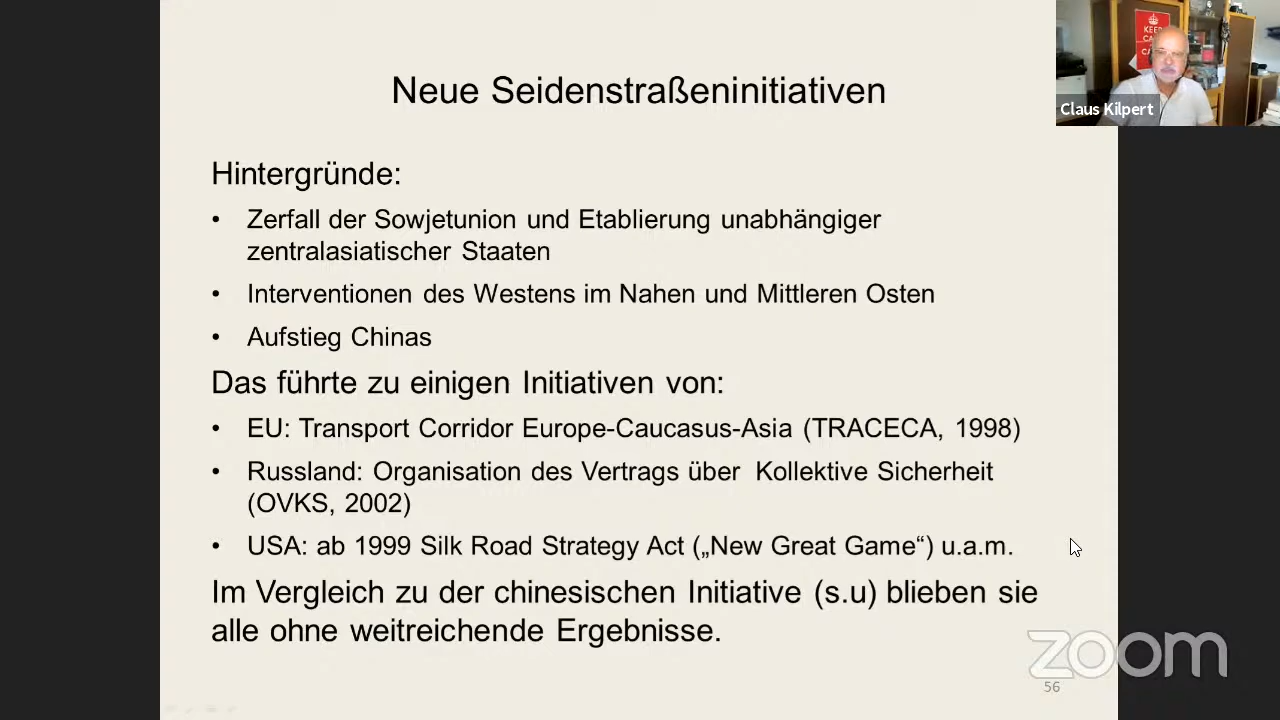 Neue Seidenstraßeninitiativen
KEEP
Claus Kilpert
Hintergründe:
• Zerfall der Sowjetunion und Etablierung unabhängiger
zentralasiatischer Staaten
• Interventionen des Westens im Nahen und Mittleren Osten
• Aufstieg Chinas
Das führte zu einigen Initiativen von:
• EU: Transport Corridor Europe-Caucasus-Asia (TRACECA, 1998)
• Russland: Organisation des Vertrags über Kollektive Sicherheit
(OVKS, 2002)
• USA: ab 1999 Silk Road Strategy Act („New Great Game“) u.a.m.
Im Vergleich zu der chinesischen Initiative (s.u) blieben sie
alle ohne weitreichende Ergebnisse.
zoom
56